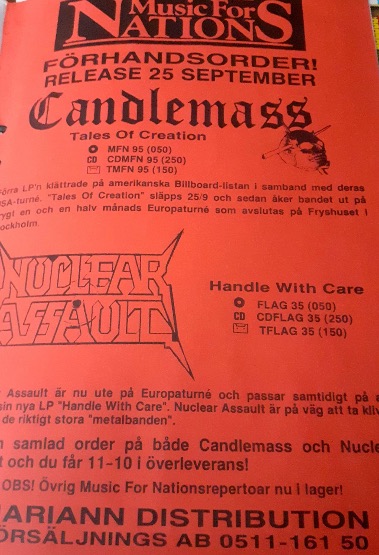 Music For
NATIONS
FÖRHANDSORDER!
RELEASE 25 SEPTEMBER
Candlemass
Tales Of Creation
MFN 95 (050)
CD CDMFN 95 (250)
TMFN 95 (150)
örra LP'n klättrade på amerikanska Billboard-listan i samband med deras
SA-turné. "Tales Of Creation" släpps 25/9 och sedan åker bandet ut på
rygt en och en halv månads Europaturné som avslutas på Fryshuset i
tockholm.
NUCLEAR
ASSAULT
Handle With Care
FLAG 35 (050)
CD CDFLAG 35 (250)
TFLAG 35 (150)
Assault är nu ute på Europaturné och passar samtidigt på a
sin nya LP "Handle With Care". Nuclear Assault är på väg att ta kliv
de riktigt stora "metalbanden".
n samlad order på både Candlemass och Nucle
t och du får 11-10 i överleverans!
OBS! Övrig Music For Nationsrepertoar nu i lager!
ARIANN DISTRIBUTION
ÖRSÄLJNINGS AB 0511-161 50